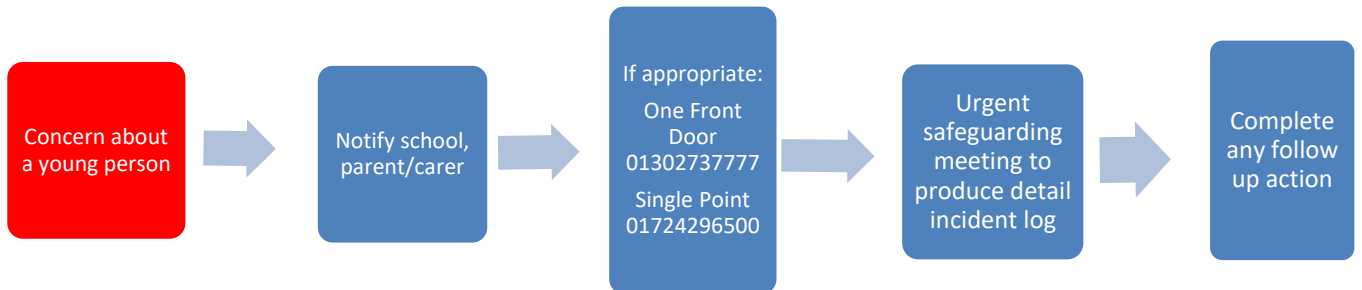 Concern about
a young person
Notify school,
parent/carer
If appropriate:
One Front
Door
01302737777
Single Point
01724296500
Urgent
safeguarding
meeting to
produce detail
incident log
Complete
any follow
up action